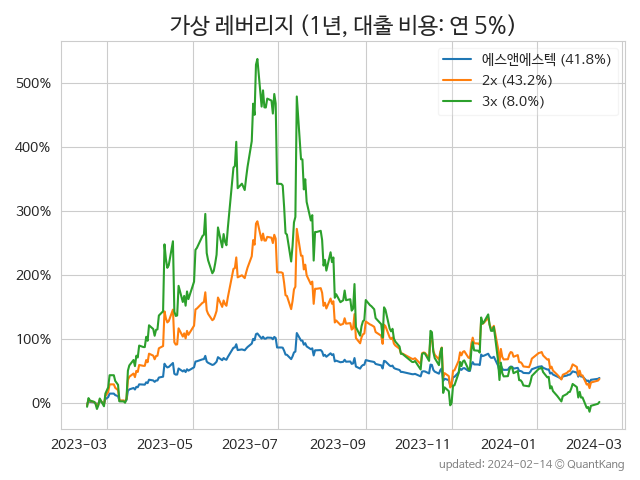 가상 레버리지 (1년, 대출 비용: 연 5%)
에스앤에스텍 (41.8%)
2x (43.2%)
3x (8.0%)
500%
400%
300%
200%
100%
0%
2023-03
2023-05
2023-07
2023-09
2023-11
2024-01
2024-03
updated: 2024-02-14 © QuantKang